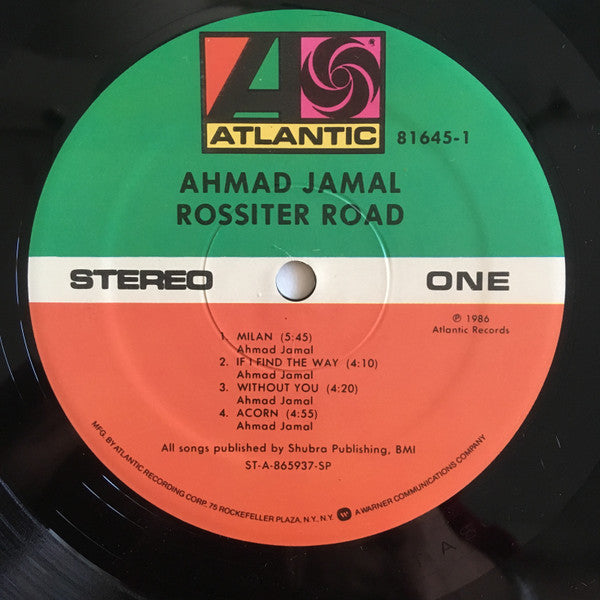 ATLANTIC
81645-1
AHMAD JAMAL
ROSSITER ROAD
STEREO
ONE
℗ 1986
Atlantic Records
1. MILAN (5:45)
Ahmad Jamal
2. IF I FIND THE WAY (4:10)
Ahmad Jamal
3. WITHOUT YOU (4:20)
Ahmad Jamal
4. ACORN (4:55)
Ahmad Jamal
All songs published by Shubra Publishing, BMI
ST-A-865937-SP
MFG. BY ATLANTIC RECORDING CORP. 75 ROCKEFELLER PLAZA, N.Y., N.Y. A WARNER COMMUNICATIONS COMPANY